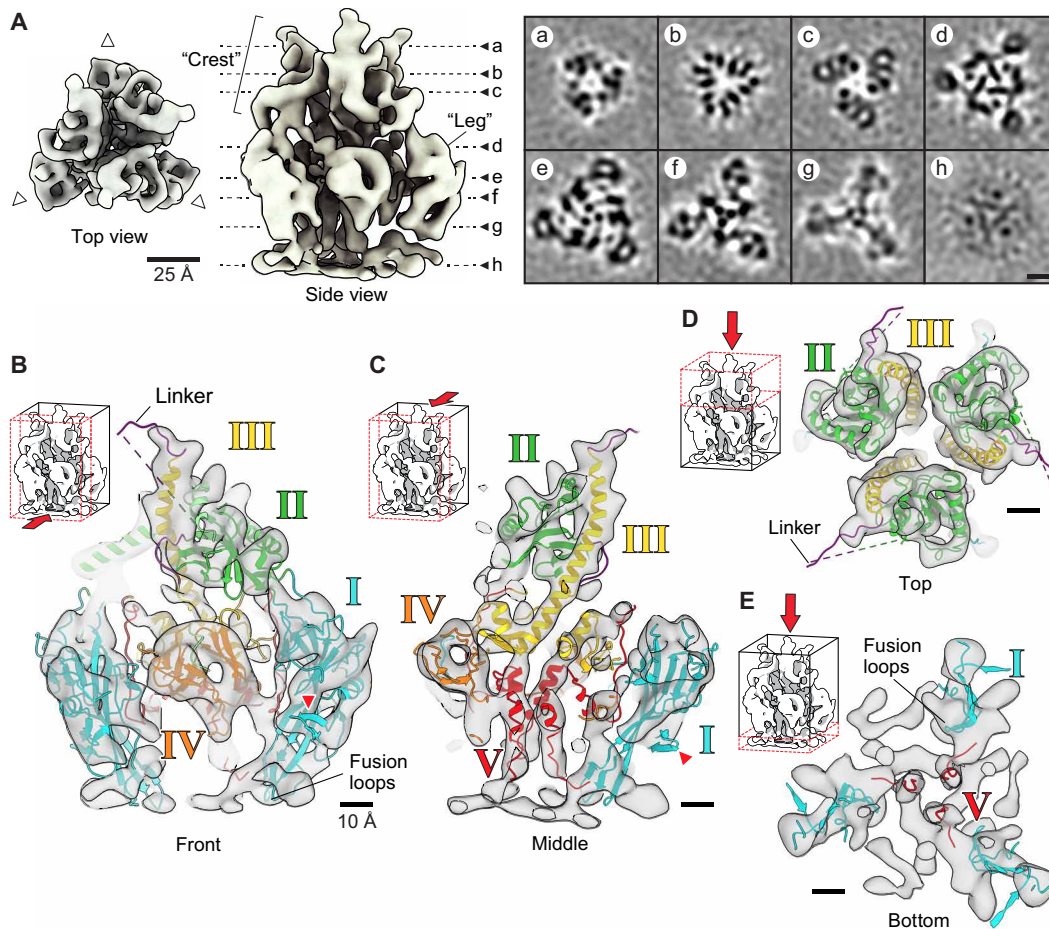 A
"Crest"
a
b
c
"Leg"
d
e
f
g
h
Top view
25 Å
Side view
a
b
c
d
e
f
g
h
B
Linker
III
II
I
IV
Fusion
loops
10 Å
Front
C
II
III
IV
V
I
Middle
D
II
III
Linker
Top
E
Fusion
loops
I
V
Bottom